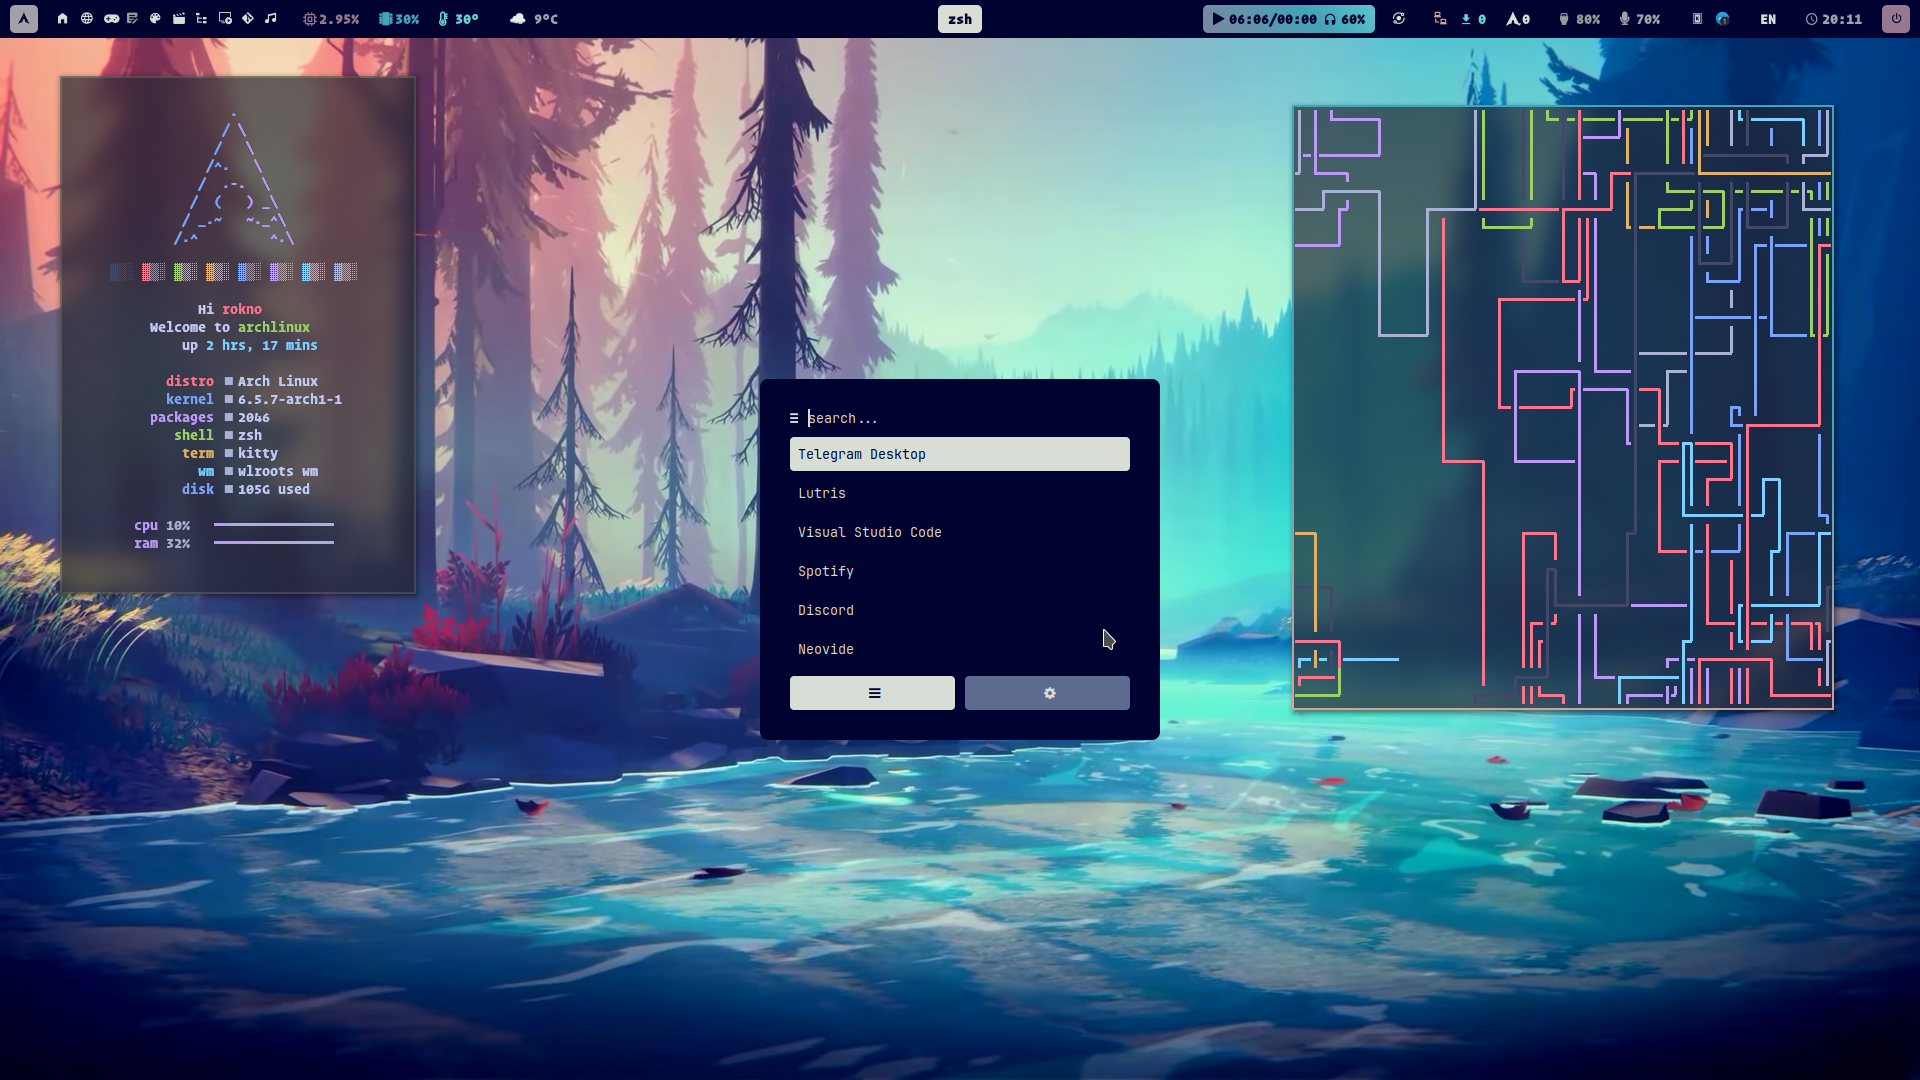 2.95% 30% 30° 9°C zsh 06:06/00:00 60% 0 0 80% 70% EN 20:11
Hi rokno
Welcome to archlinux
up 2 hrs, 17 mins
distro Arch Linux
kernel 6.5.7-arch1-1
packages 2046
shell zsh
term kitty
wm wlroots wm
disk 105G used
cpu 10%
ram 32%
search...
Telegram Desktop
Lutris
Visual Studio Code
Spotify
Discord
Neovide